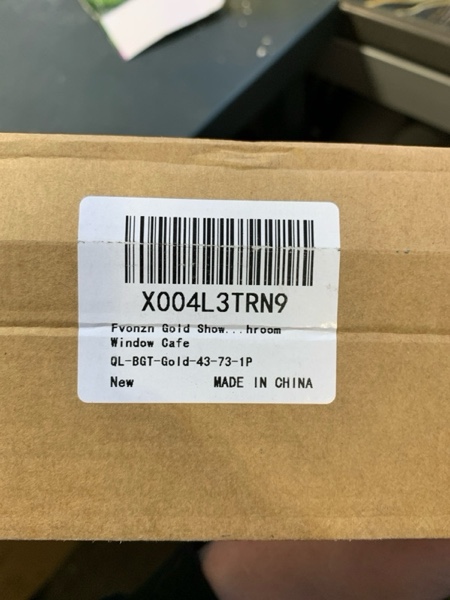 X004L3TRN9
Fvonzn Gold Show...hroom
Window Cafe
QL-BGT-Gold-43-73-1P
New MADE IN CHINA